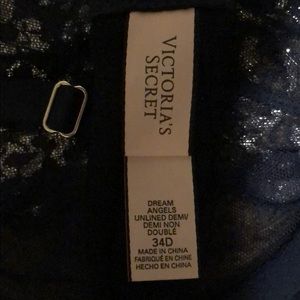 VICTORIA'S
SECRET
DREAM
ANGELS
UNLINED DEMI/
DEMI NON
DOUBLÉ
34D
MADE IN CHINA
FABRIQUÉ EN CHINE
HECHO EN CHINA